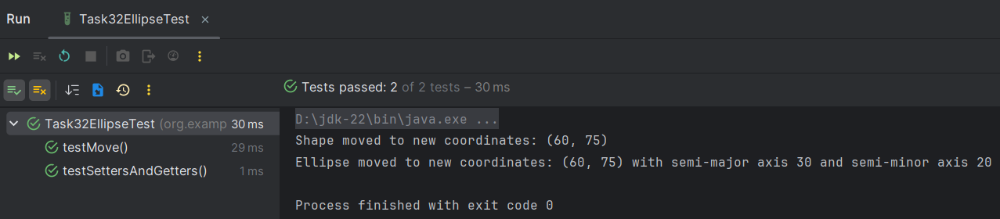 Run Task32EllipseTest
Tests passed: 2 of 2 tests – 30 ms
Task32EllipseTest (org.examp 30 ms
testMove() 29 ms
testSettersAndGetters() 1 ms
D:\jdk-22\bin\java.exe ...
Shape moved to new coordinates: (60, 75)
Ellipse moved to new coordinates: (60, 75) with semi-major axis 30 and semi-minor axis 20
Process finished with exit code 0